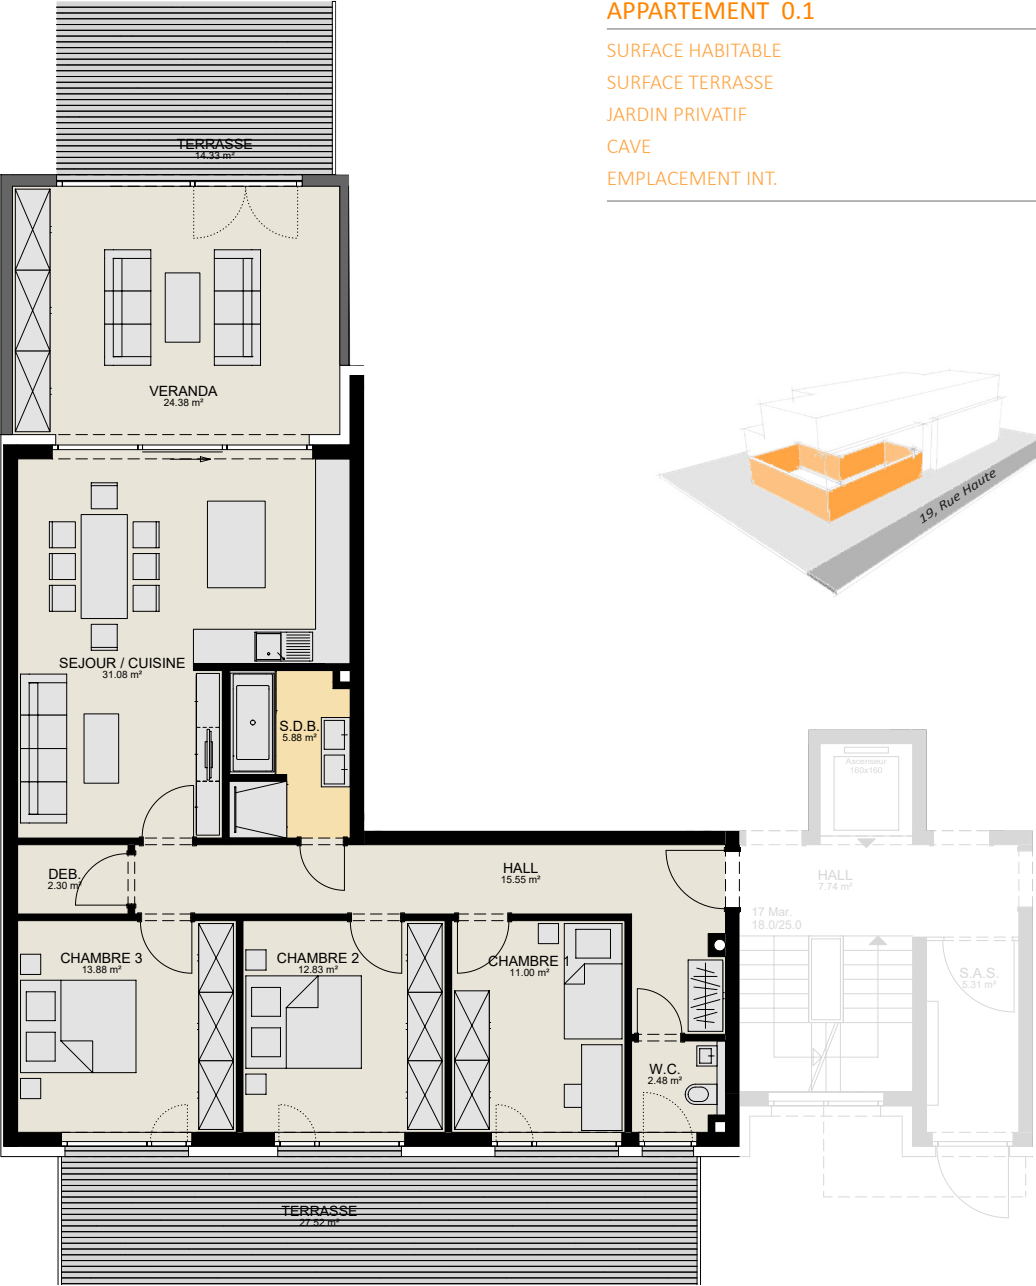 APPARTEMENT 0.1
SURFACE HABITABLE
SURFACE TERRASSE
JARDIN PRIVATIF
CAVE
EMPLACEMENT INT.
TERRASSE
14.33 m²
VERANDA
24.38 m²
19, Rue Haute
SEJOUR / CUISINE
31.08 m²
S.D.B.
5.88 m²
Ascenseur
160x160
DEB.
2.30 m²
HALL
15.55 m²
HALL
7.74 m²
17 Mar.
18.0/25.0
CHAMBRE 3
13.88 m²
CHAMBRE 2
12.83 m²
CHAMBRE 1
11.00 m²
S.A.S.
5.31 m²
W.C.
2.48 m²
TERRASSE
27.52 m²